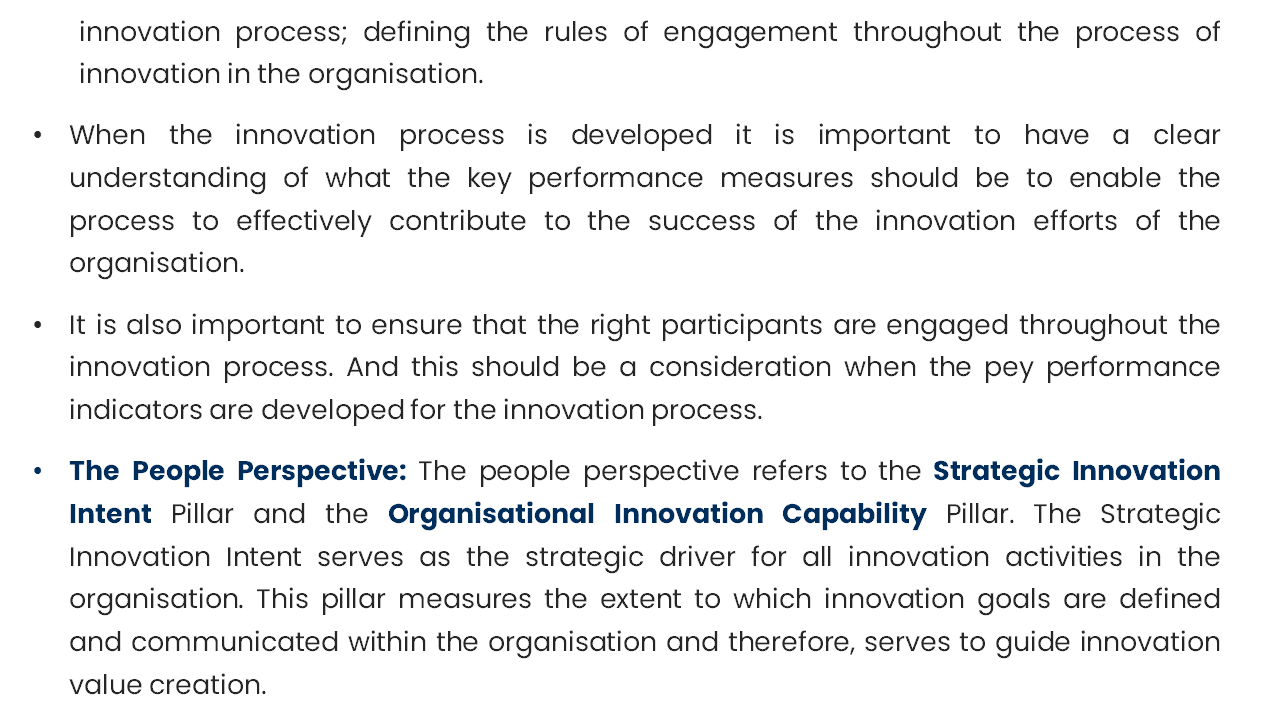 innovation process; defining the rules of engagement throughout the process of
innovation in the organisation.
• When the innovation process is developed it is important to have a clear
understanding of what the key performance measures should be to enable the
process to effectively contribute to the success of the innovation efforts of the
organisation.
• It is also important to ensure that the right participants are engaged throughout the
innovation process. And this should be a consideration when the pey performance
indicators are developed for the innovation process.
• The People Perspective: The people perspective refers to the Strategic Innovation
Intent Pillar and the Organisational Innovation Capability Pillar. The Strategic
Innovation Intent serves as the strategic driver for all innovation activities in the
organisation. This pillar measures the extent to which innovation goals are defined
and communicated within the organisation and therefore, serves to guide innovation
value creation.